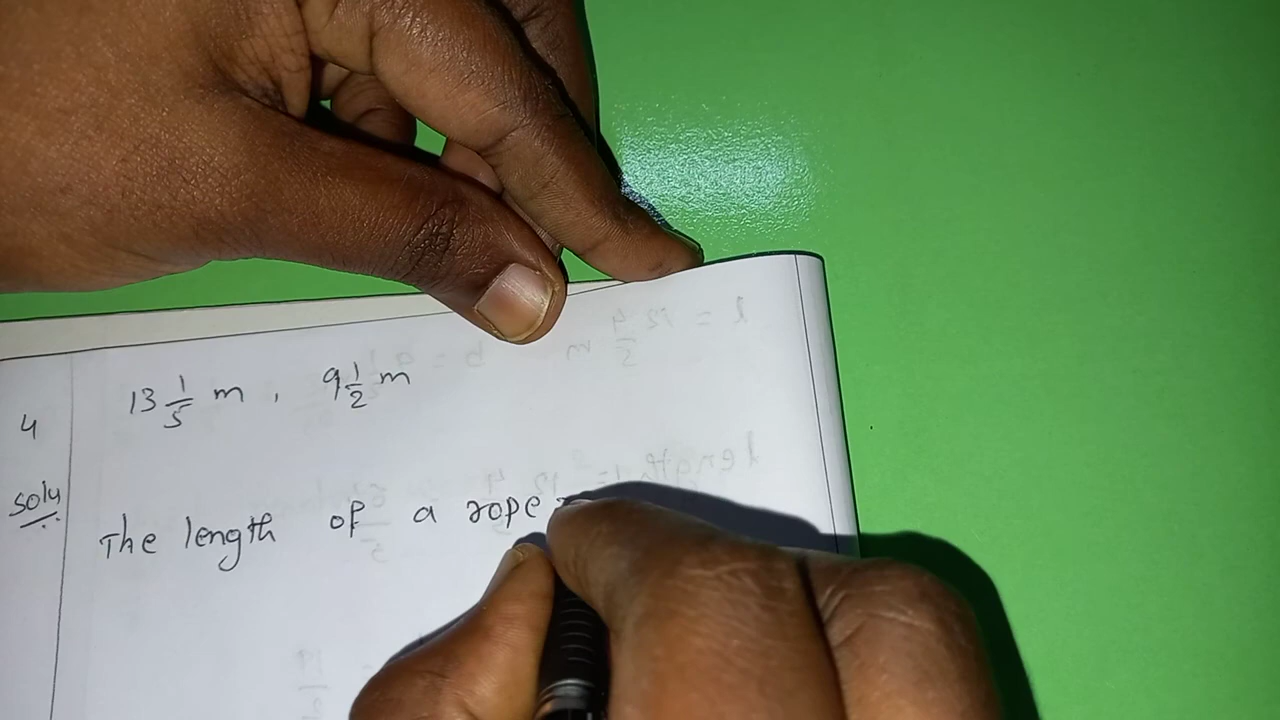 13 1/5 m , 9 1/2 m
4
Soln
The length of a rope =